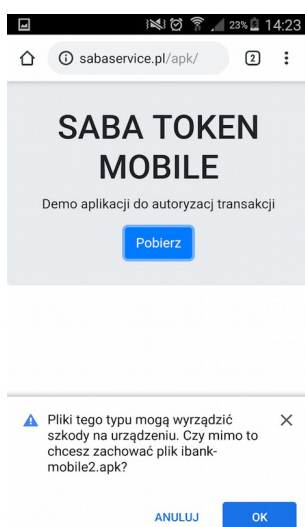 23% 14:23
sabaservice.pl/apk/ 2
SABA TOKEN
MOBILE
Demo aplikacji do autoryzacj transakcji
Pobierz
Pliki tego typu mogą wyrządzić
szkody na urządzeniu. Czy mimo to
chcesz zachować plik ibank-
mobile2.apk?
ANULUJ OK